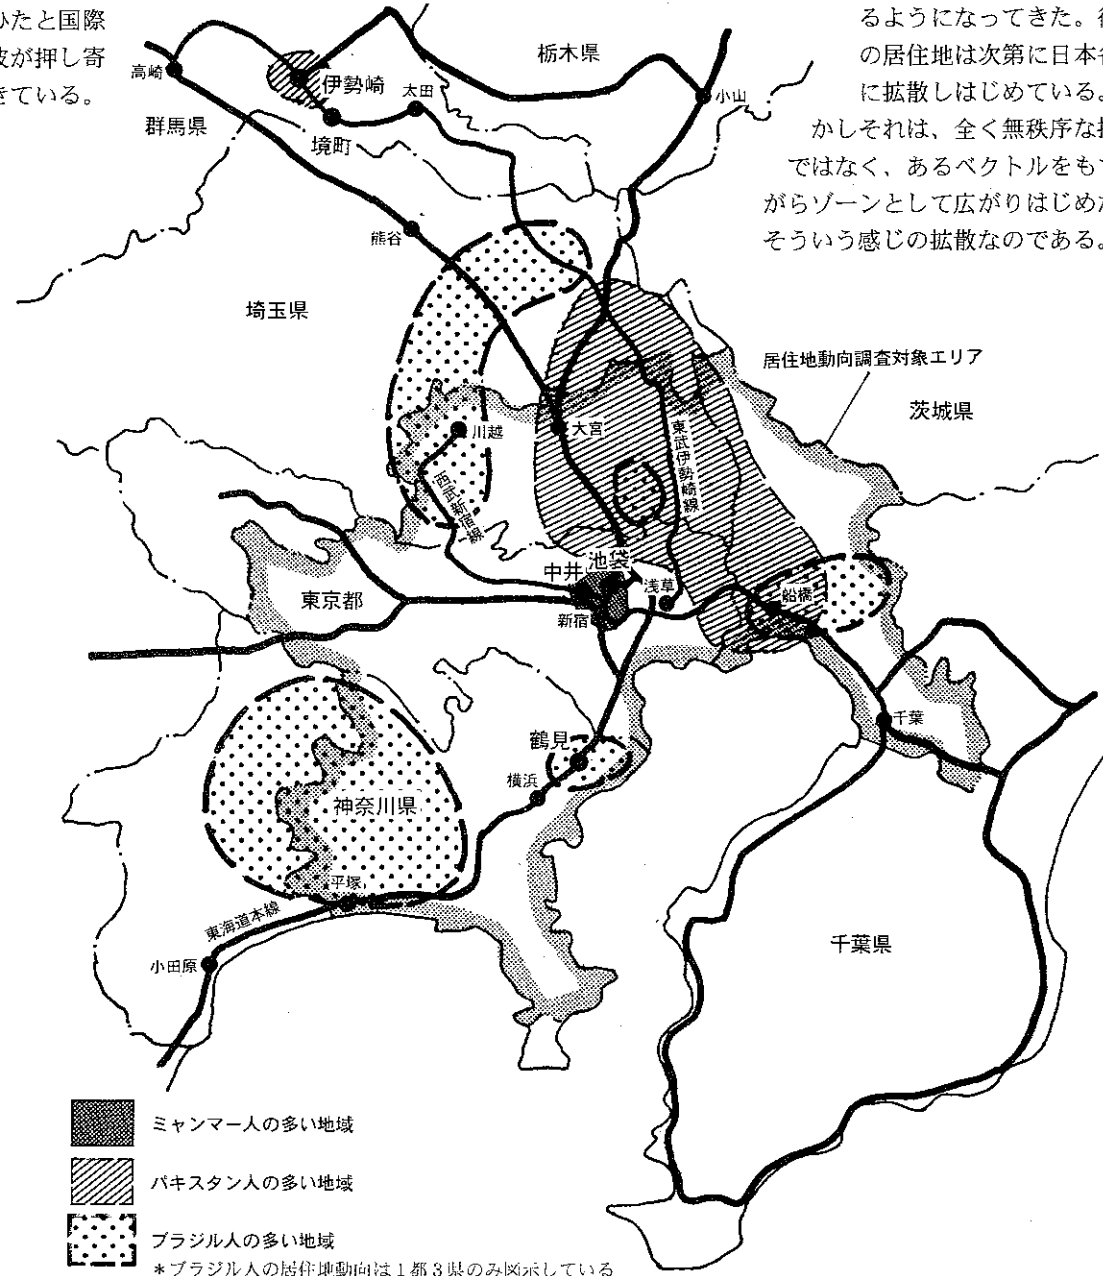 ひたと国際
波が押し寄
きている。
るようになってきた。
の居住地は次第に日本
に拡散しはじめている。
かしそれは、全く無秩序な
ではなく、あるベクトルをも
がらゾーンとして広がりはじめ
そういう感じの拡散なのである。
栃木県
高崎
伊勢崎
太田
小山
群馬県
境町
熊谷
埼玉県
居住地動向調査対象エリア
茨城県
川越
大宮
東武伊勢崎線
西武新宿線
中井
池袋
浅草
船橋
東京都
新宿
千葉
鶴見
横浜
神奈川県
平塚
東海道本線
小田原
千葉県
ミャンマー人の多い地域
パキスタン人の多い地域
ブラジル人の多い地域
*ブラジル人の居住地動向は1都3県のみ図示している